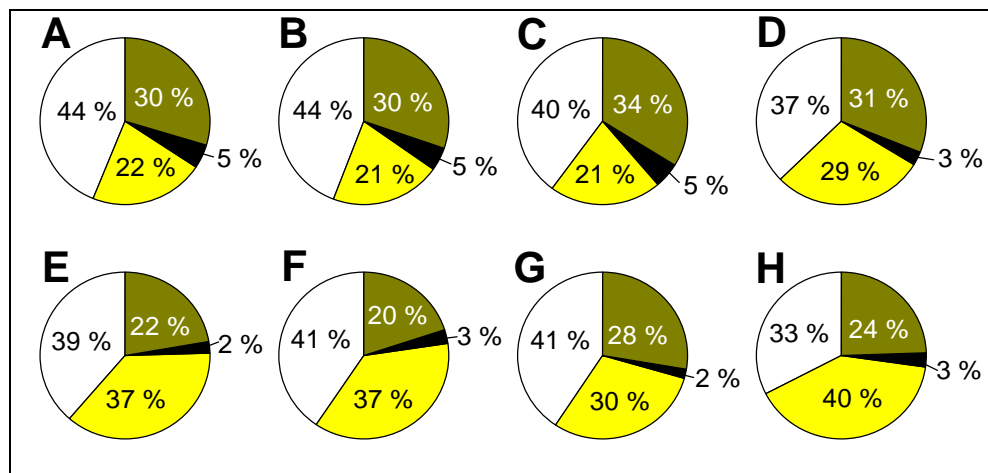 A B C D
44 % 30 % 44 % 30 % 40 % 34 % 37 % 31 %
22 % 5 % 21 % 5 % 21 % 5 % 29 % 3 %
E F G H
39 % 22 % 2 % 41 % 20 % 3 % 41 % 28 % 2 % 33 % 24 % 3 %
37 % 37 % 30 % 40 %